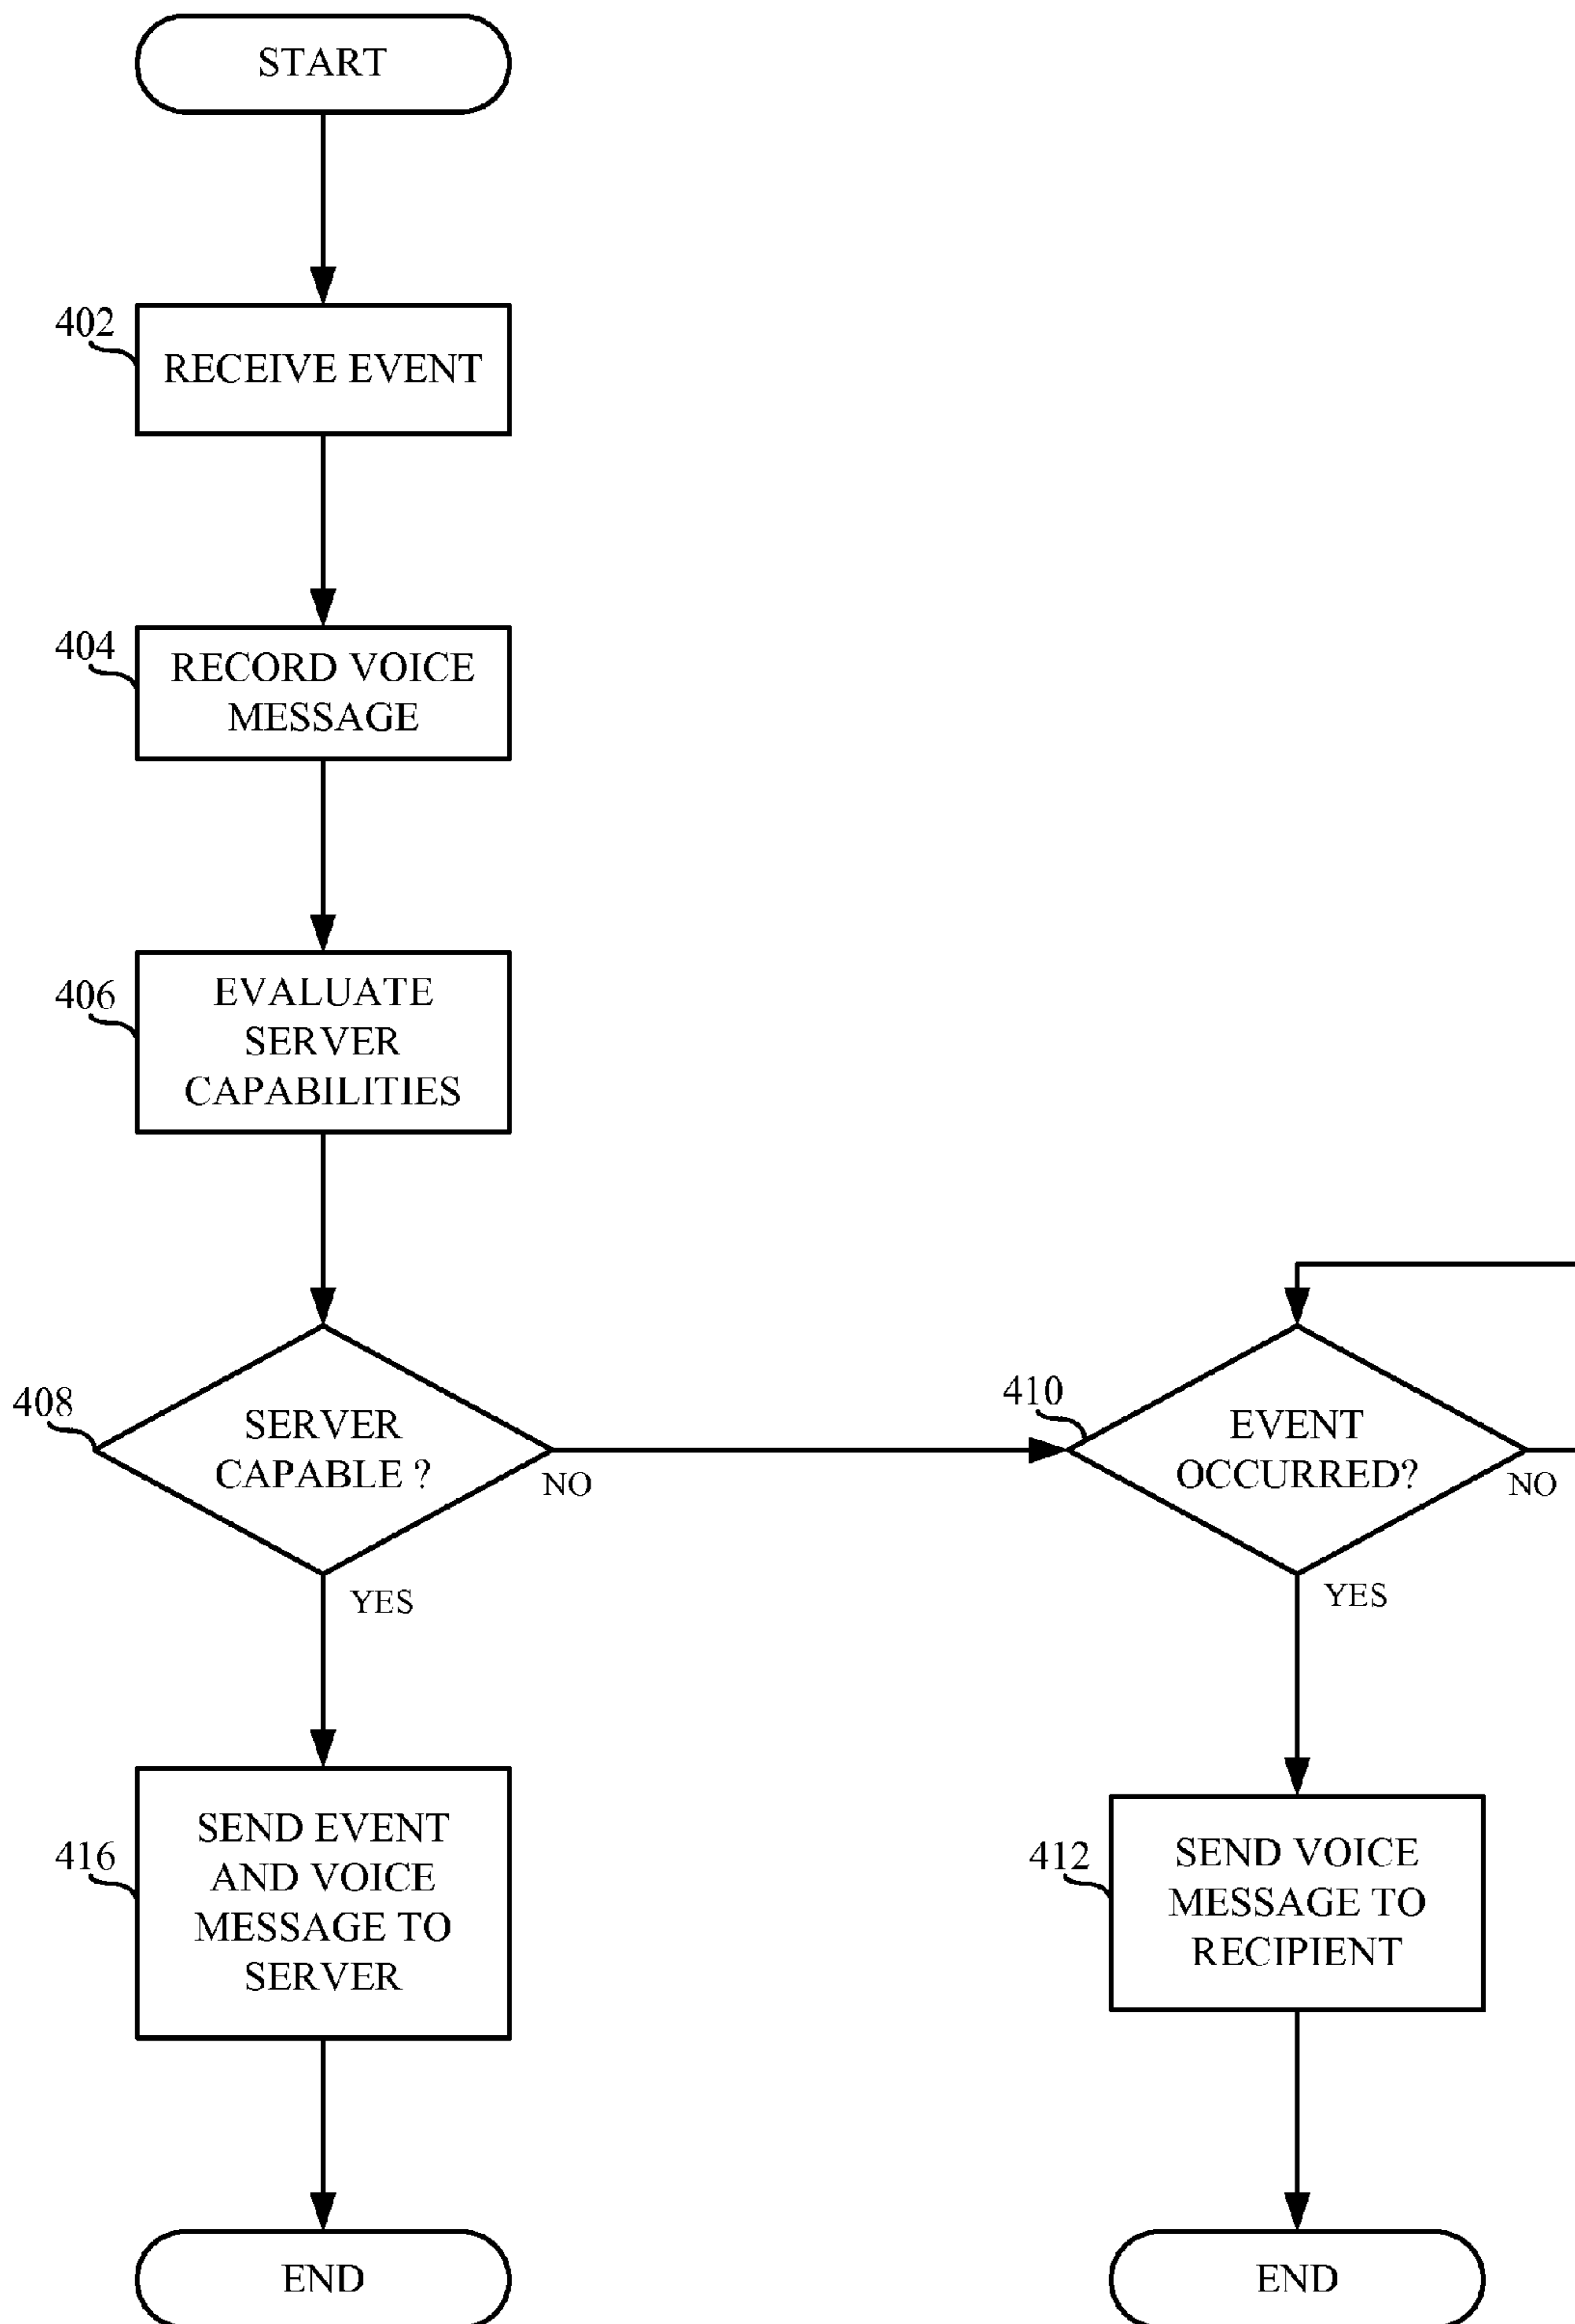 START
402
RECEIVE EVENT
404
RECORD VOICE
MESSAGE
406
EVALUATE
SERVER
CAPABILITIES
408
SERVER
CAPABLE ?
NO
YES
410
EVENT
OCCURRED?
NO
YES
416
SEND EVENT
AND VOICE
MESSAGE TO
SERVER
412
SEND VOICE
MESSAGE TO
RECIPIENT
END
END